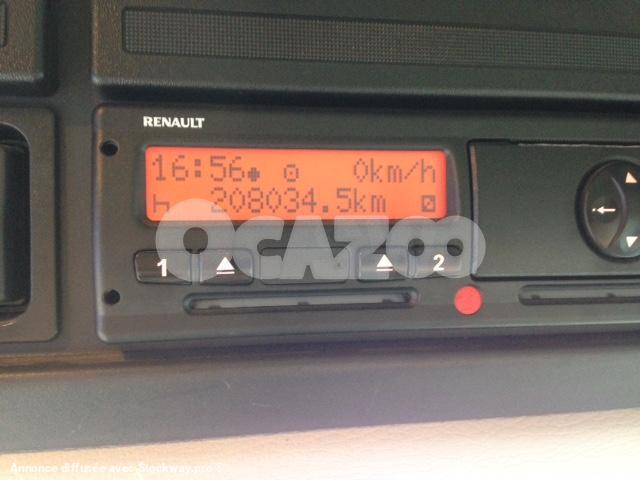 RENAULT
16:56 0km/h
208034.5km
OCAZOO
1 2
Annonce diffusée avec Stockway.pro